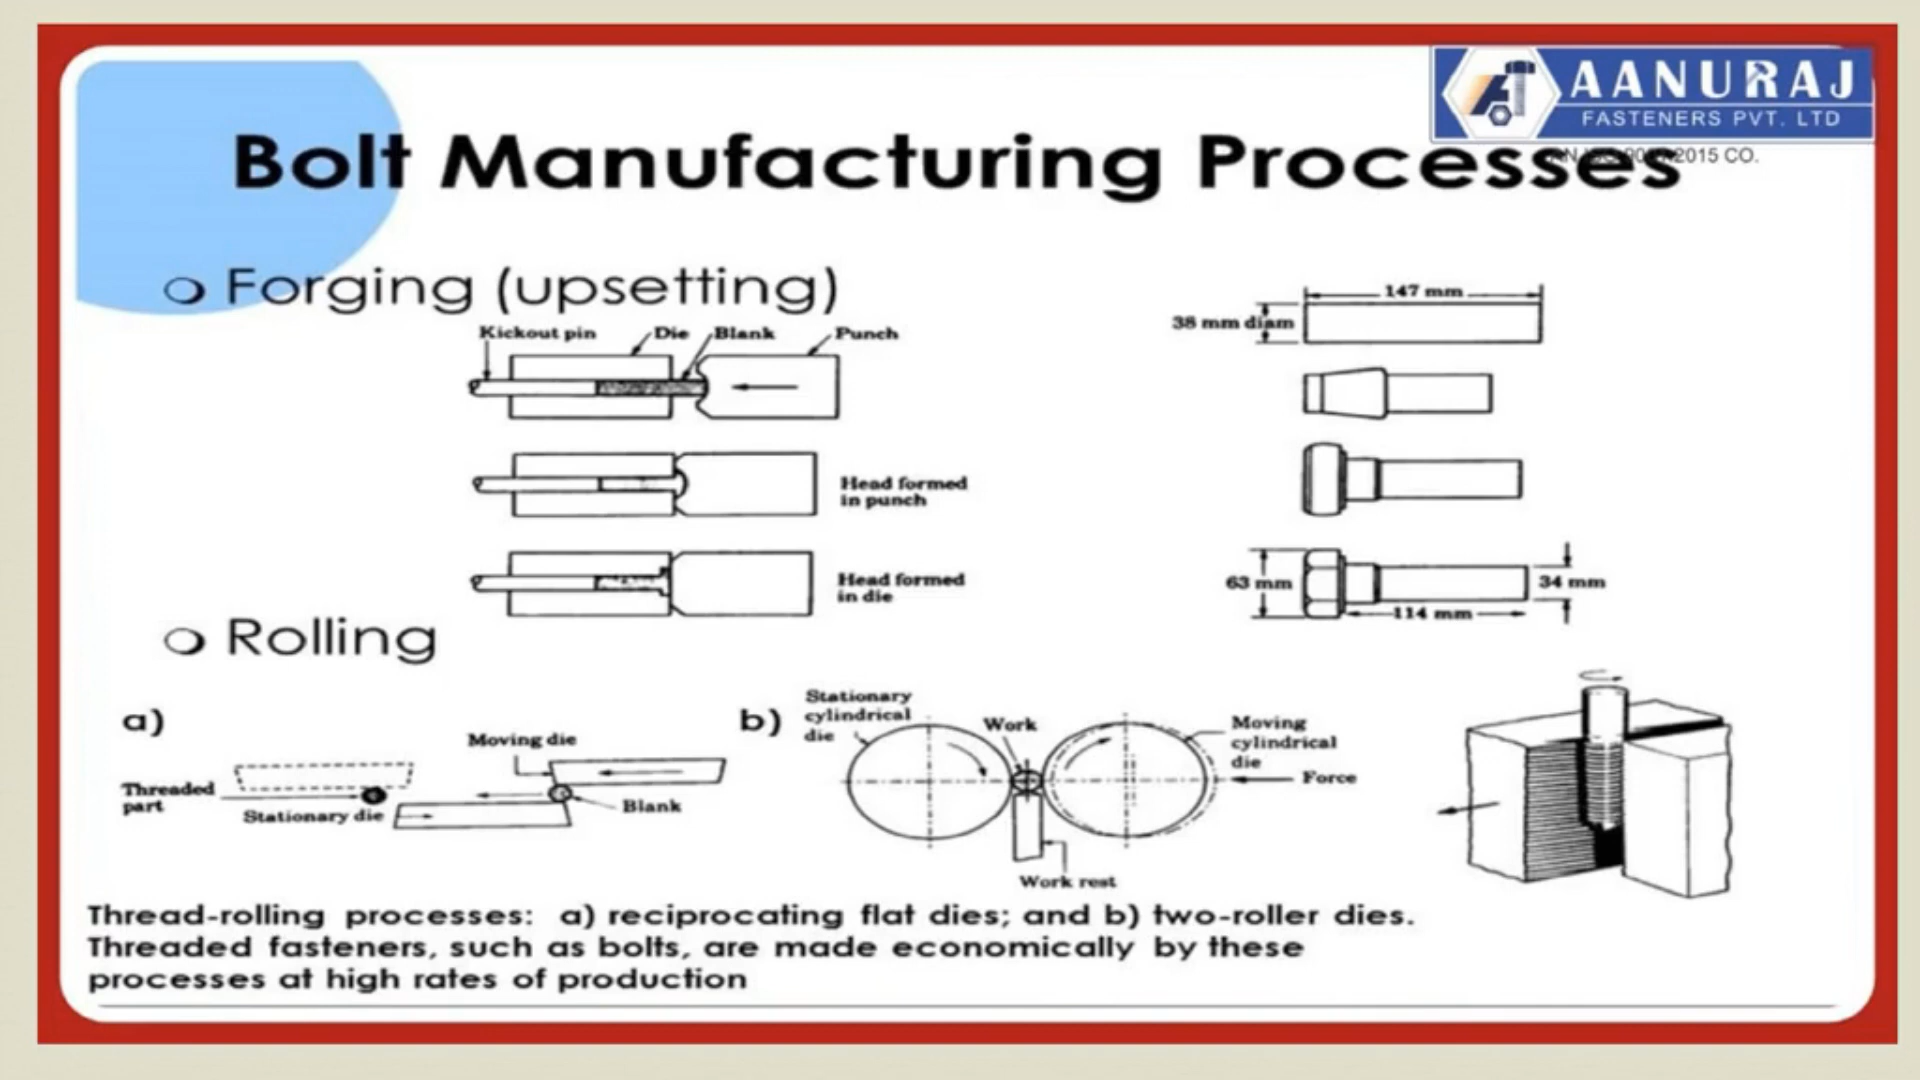 AANURAJ
FASTENERS PVT. LTD
2015 CO.
Bolt Manufacturing Processes
Forging (upsetting)
Kickout pin
Die
Blank
Punch
Head formed
in punch
Head formed
in die
147 mm
38 mm diam
63 mm
34 mm
114 mm
Rolling
a)
Moving die
Threaded
part
Stationary die
Blank
b)
Stationary
cylindrical
die
Work
Moving
cylindrical
die
Force
Work rest
Thread-rolling processes: a) reciprocating flat dies; and b) two-roller dies.
Threaded fasteners, such as bolts, are made economically by these
processes at high rates of production